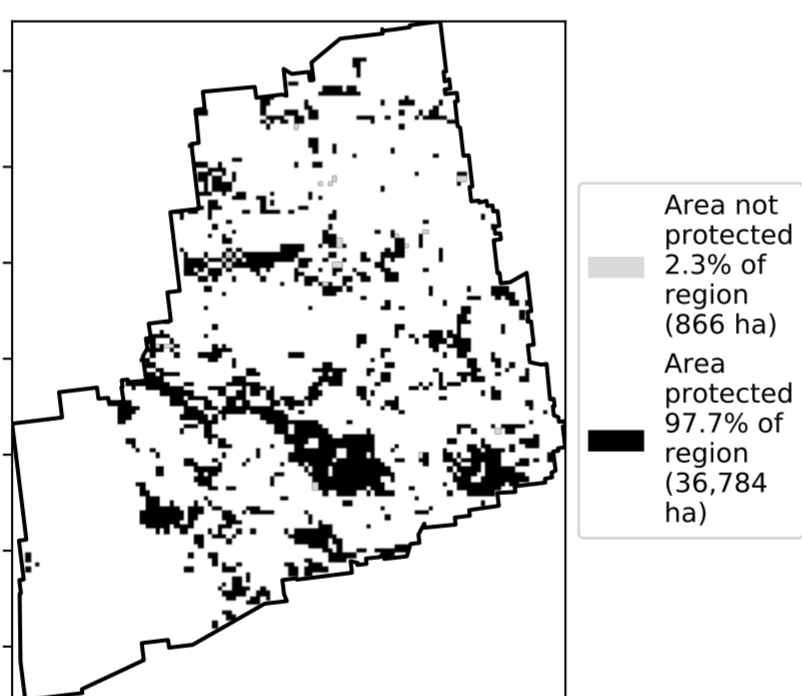 Area not
protected
2.3% of
region
(866 ha)
Area
protected
97.7% of
region
(36,784
ha)